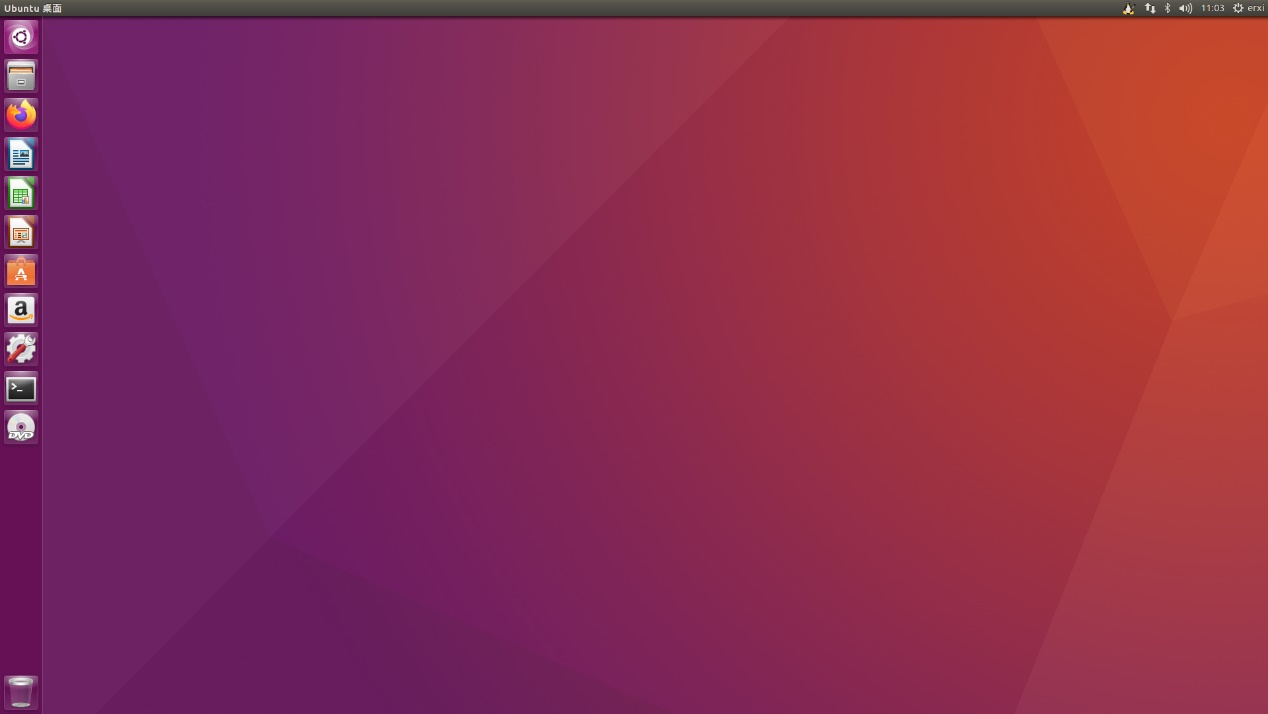 Ubuntu 桌面
11:03
erxi
DVD